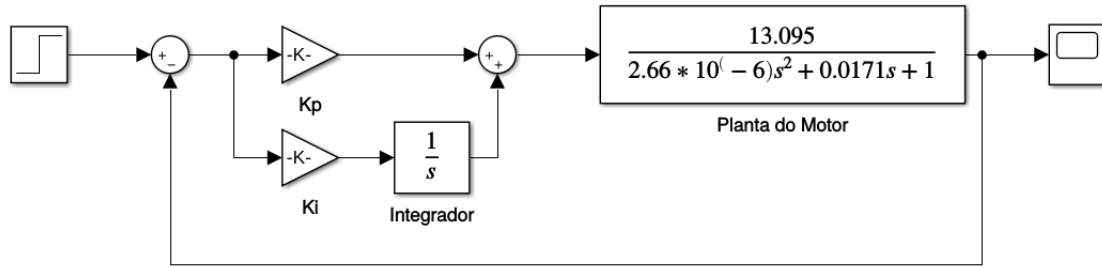 13.095
2.66 * 10^( − 6)s^2 + 0.0171s + 1
+
−
-K-
+
+
Kp
Planta do Motor
-K-
1
s
Ki
Integrador